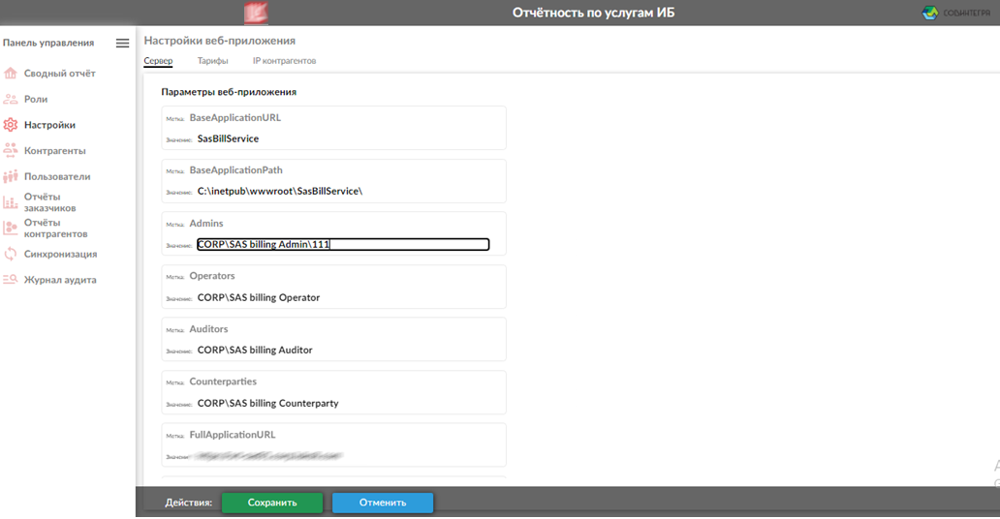 Отчётность по услугам ИБ
СОДИНТЕГРА
Панель управления
Сводный отчёт
Роли
Настройки
Контрагенты
Пользователи
Отчёты
заказчиков
Отчёты
контрагентов
Синхронизация
Журнал аудита
Настройки веб-приложения
Сервер Тарифы IP контрагентов
Параметры веб-приложения
Метка: BaseApplicationURL
Значение: SasBillService
Метка: BaseApplicationPath
Значение: C:\inetpub\wwwroot\SasBillService\
Метка: Admins
Значение: CORP\SAS billing Admin\111
Метка: Operators
Значение: CORP\SAS billing Operator
Метка: Auditors
Значение: CORP\SAS billing Auditor
Метка: Counterparties
Значение: CORP\SAS billing Counterparty
Метка: FullApplicationURL
Значение:
Действия: Сохранить Отменить